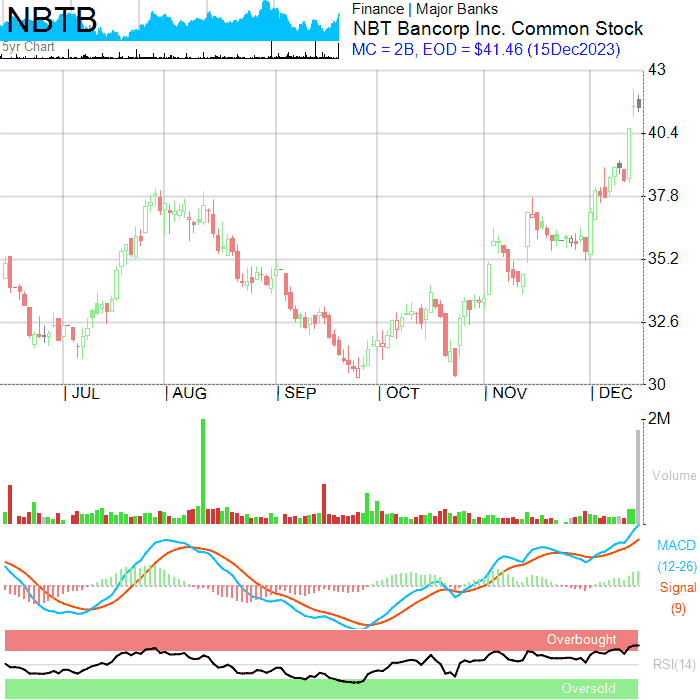 NBTB
5yr Chart
Finance | Major Banks
NBT Bancorp Inc. Common Stock
MC = 2B, EOD = $41.46 (15Dec2023)
43
40.4
37.8
35.2
32.6
30
| JUL | AUG | SEP | OCT | NOV | DEC
2M
Volume
MACD
(12-26)
Signal
(9)
Overbought
RSI(14)
Oversold